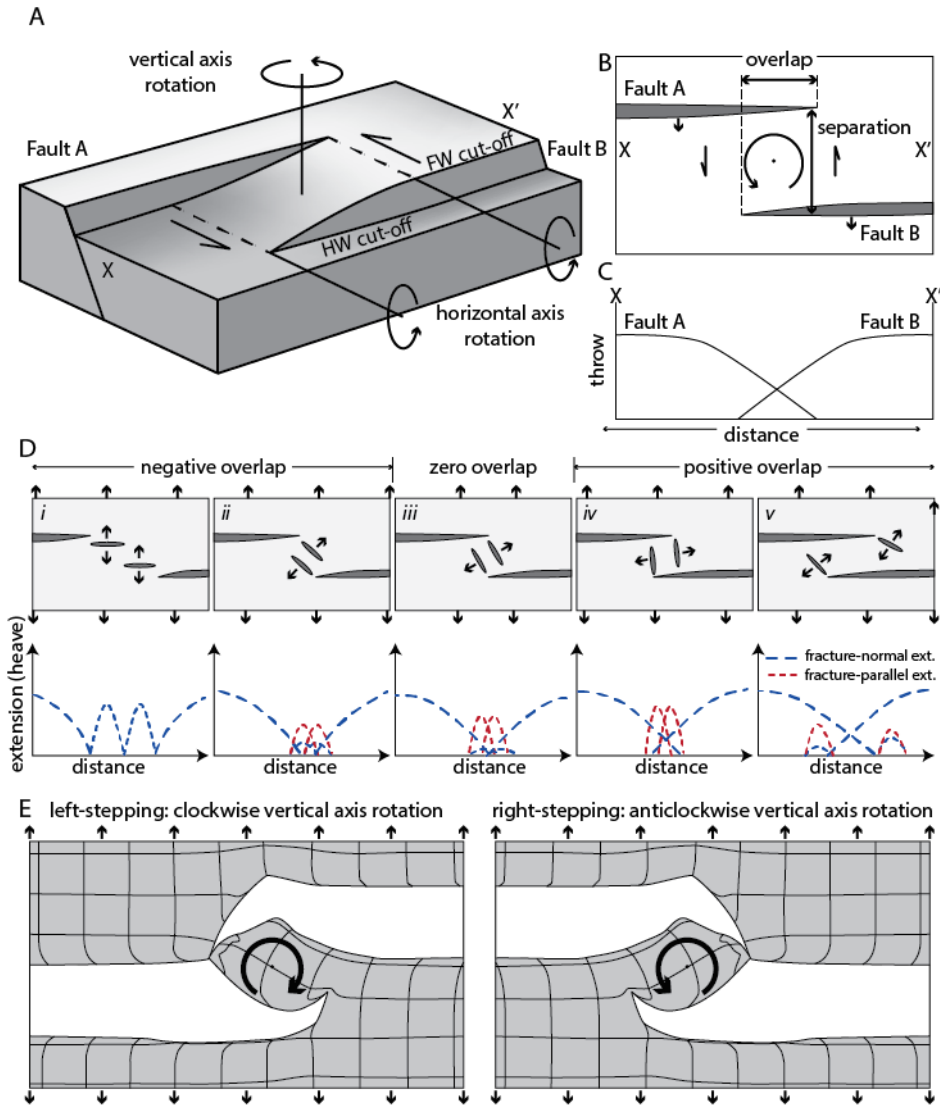 A
vertical axis
rotation
X'
Fault A
FW cut-off
Fault B
HW cut-off
X
horizontal axis
rotation
B
overlap
Fault A
separation
X
X'
Fault B
C
X
X'
Fault A
Fault B
throw
distance
D
negative overlap
zero overlap
positive overlap
i
ii
iii
iv
v
extension (heave)
fracture-normal ext.
fracture-parallel ext.
distance
distance
distance
distance
distance
E
left-stepping: clockwise vertical axis rotation
right-stepping: anticlockwise vertical axis rotation